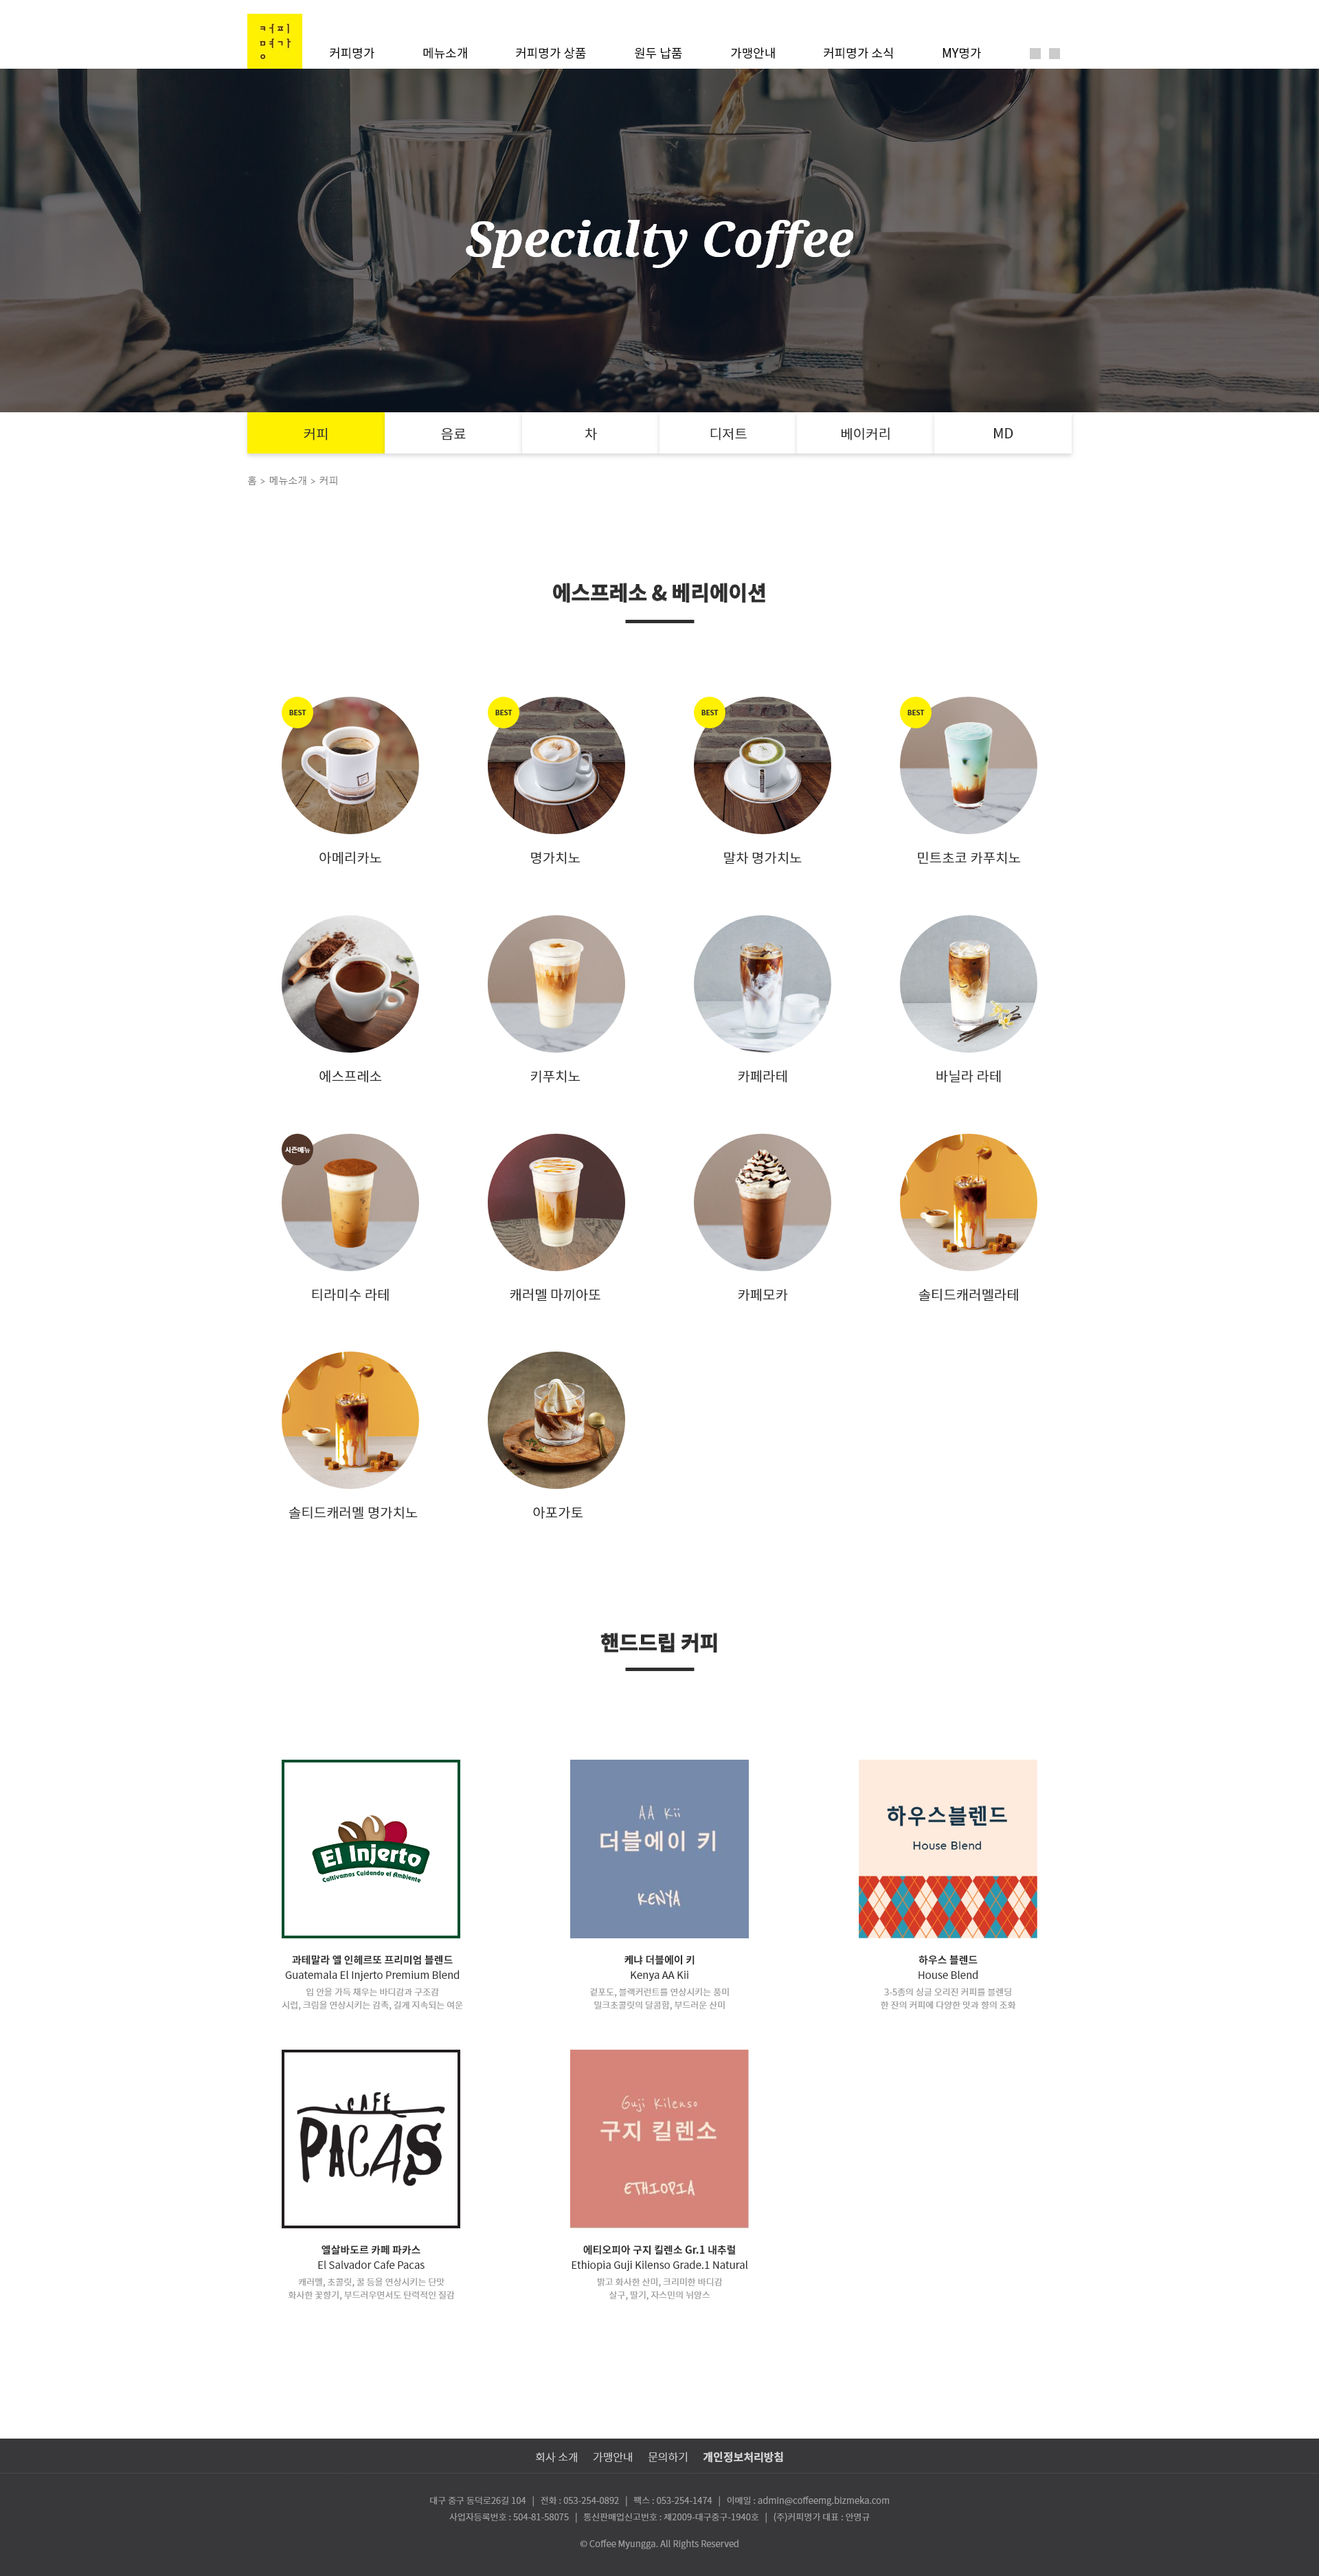 커피
명가
커피명가 메뉴소개 커피명가 상품 원두 납품 가맹안내 커피명가 소식 MY명가
Specialty Coffee
커피 음료 차 디저트 베이커리 MD
홈 > 메뉴소개 > 커피
에스프레소 & 베리에이션
BEST BEST BEST BEST
아메리카노 명가치노 말차 명가치노 민트초코 카푸치노
에스프레소 키푸치노 카페라테 바닐라 라테
시즌메뉴
티라미수 라테 캐러멜 마끼아또 카페모카 솔티드캐러멜라테
솔티드캐러멜 명가치노 아포가토
핸드드립 커피
El Injerto
Cultivamos Cuidando el Ambiente
AA Kii
더블에이 키
KENYA
하우스블렌드
House Blend
과테말라 엘 인헤르또 프리미엄 블렌드
Guatemala El Injerto Premium Blend
입 안을 가득 채우는 바디감과 구조감
시럽, 크림을 연상시키는 감촉, 길게 지속되는 여운
케냐 더블에이 키
Kenya AA Kii
겉포도, 블랙커런트를 연상시키는 풍미
밀크초콜릿의 달콤함, 부드러운 산미
하우스 블렌드
House Blend
3-5종의 싱글 오리진 커피를 블렌딩
한 잔의 커피에 다양한 맛과 향의 조화
CAFE
PACAS
Guji Kilenso
구지 킬렌소
ETHIOPIA
엘살바도르 카페 파카스
El Salvador Cafe Pacas
캐러멜, 초콜릿, 꿀 등을 연상시키는 단맛
화사한 꽃향기, 부드러우면서도 탄력적인 질감
에티오피아 구지 킬렌소 Gr.1 내추럴
Ethiopia Guji Kilenso Grade.1 Natural
밝고 화사한 산미, 크리미한 바디감
살구, 딸기, 자스민의 뉘앙스
회사 소개 가맹안내 문의하기 개인정보처리방침
대구 중구 동덕로26길 104 | 전화 : 053-254-0892 | 팩스 : 053-254-1474 | 이메일 : admin@coffeemg.bizmeka.com
사업자등록번호 : 504-81-58075 | 통신판매업신고번호 : 제2009-대구중구-1940호 | (주)커피명가 대표 : 안명규
© Coffee Myungga. All Rights Reserved